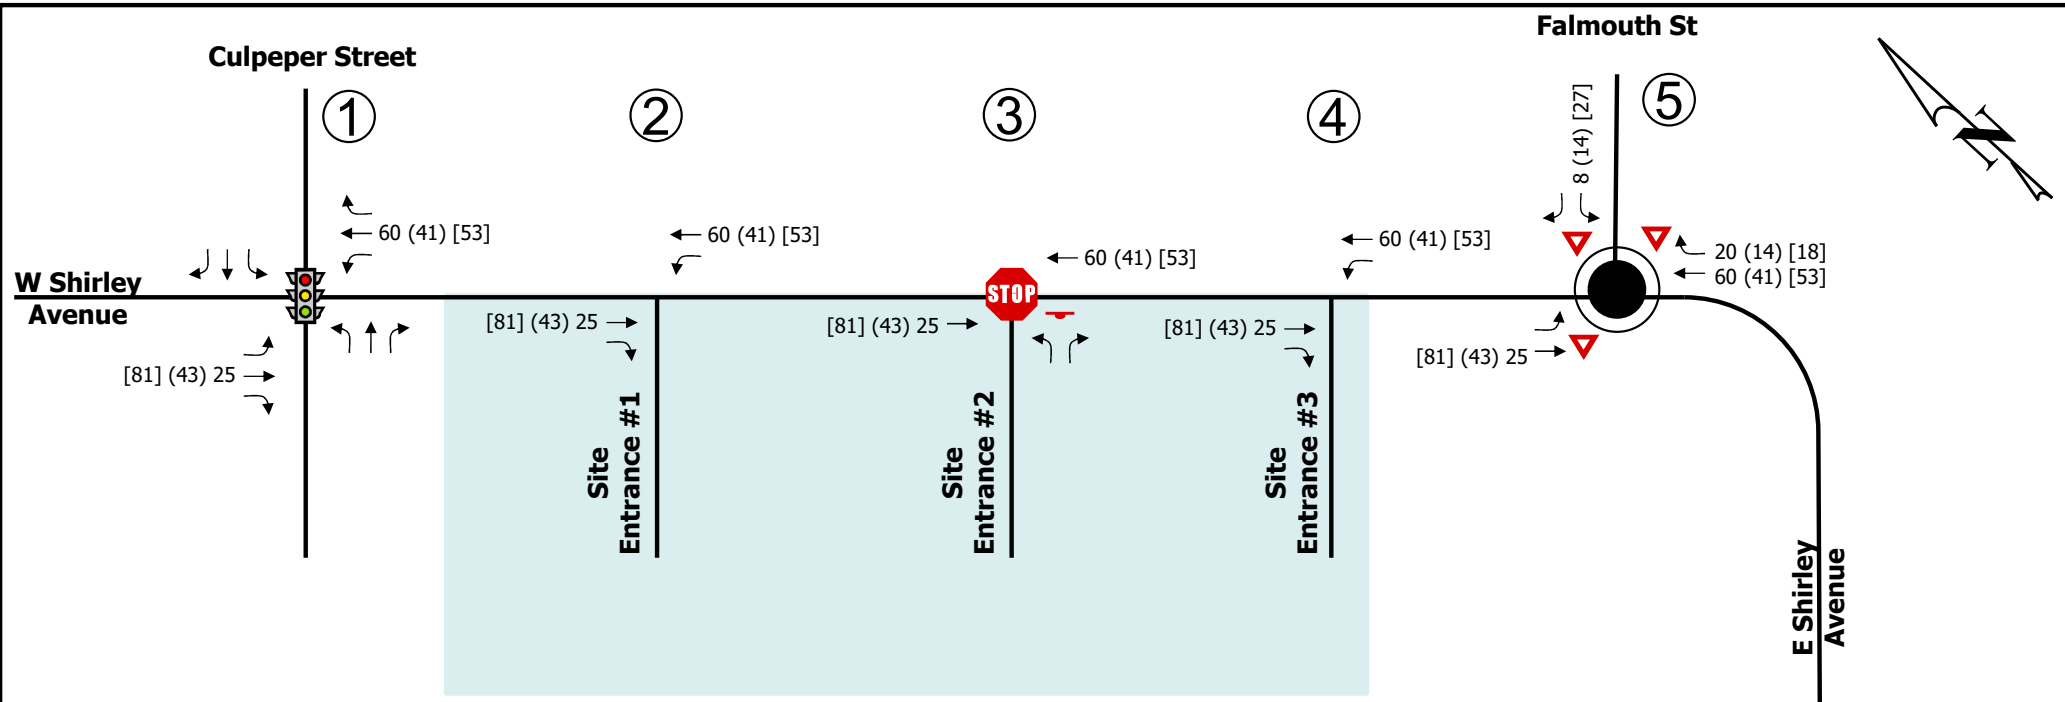 Falmouth St
Culpeper Street
1
2
3
4
5
8 (14) [27]
N
60 (41) [53]
60 (41) [53]
60 (41) [53]
60 (41) [53]
20 (14) [18]
60 (41) [53]
W Shirley
Avenue
STOP
[81] (43) 25
[81] (43) 25
[81] (43) 25
[81] (43) 25
[81] (43) 25
Site
Entrance #1
Site
Entrance #2
Site
Entrance #3
E Shirley
Avenue